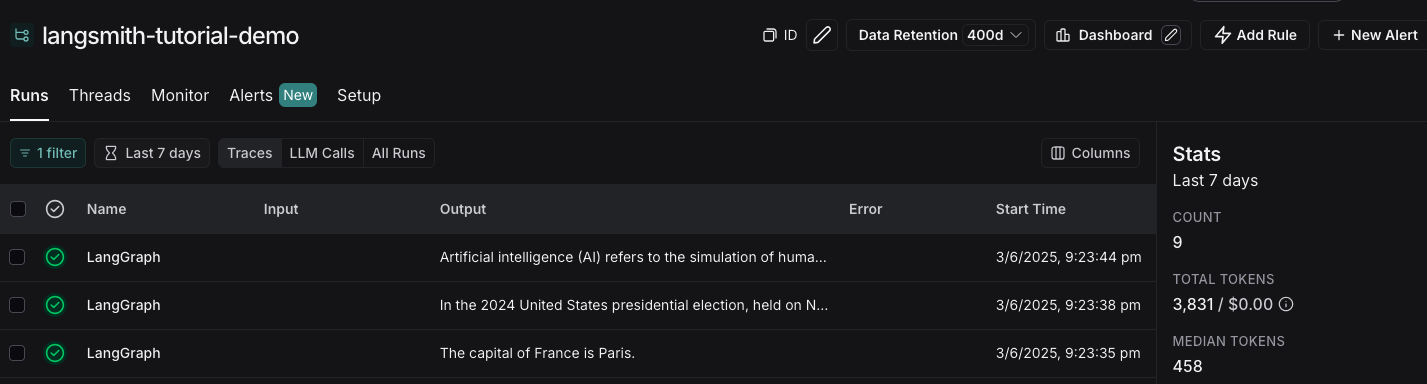 langsmith-tutorial-demo
ID
Data Retention 400d
Dashboard
Add Rule
+ New Alert
Runs Threads Monitor Alerts New Setup
1 filter Last 7 days Traces LLM Calls All Runs Columns
Name Input Output Error Start Time
LangGraph Artificial intelligence (AI) refers to the simulation of huma... 3/6/2025, 9:23:44 pm
LangGraph In the 2024 United States presidential election, held on N... 3/6/2025, 9:23:38 pm
LangGraph The capital of France is Paris. 3/6/2025, 9:23:35 pm
Stats
Last 7 days
COUNT
9
TOTAL TOKENS
3,831 / $0.00
MEDIAN TOKENS
458